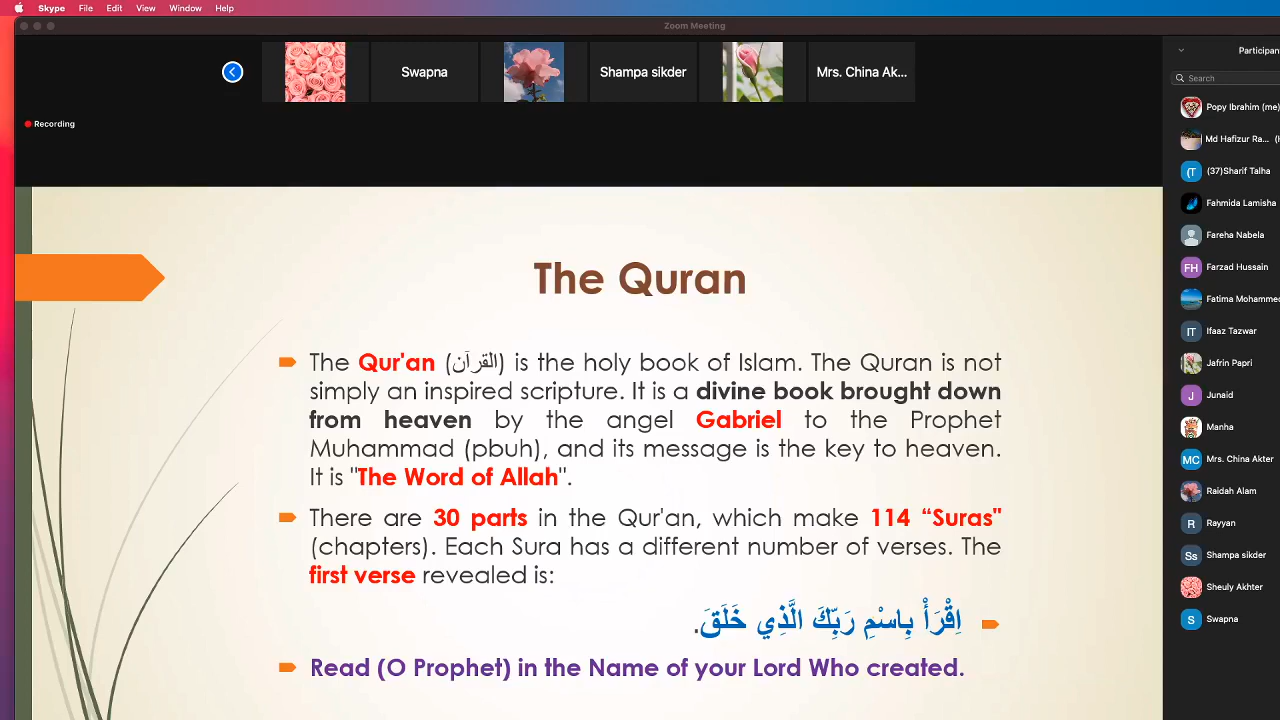 Skype File Edit View Window Help
Zoom Meeting
Swapna
Shampa sikder
Mrs. China Ak...
Recording
The Quran
The Qur'an (القرآن) is the holy book of Islam. The Quran is not
simply an inspired scripture. It is a divine book brought down
from heaven by the angel Gabriel to the Prophet
Muhammad (pbuh), and its message is the key to heaven.
It is "The Word of Allah".
There are 30 parts in the Qur'an, which make 114 “Suras"
(chapters). Each Sura has a different number of verses. The
first verse revealed is:
اِقْرَأْ بِاسْمِ رَبِّكَ الَّذِي خَلَقَ.
Read (O Prophet) in the Name of your Lord Who created.
Participan
Search
Popy Ibrahim (me)
Md Hafizur Ra... (H
(T (37)Sharif Talha
Fahmida Lamisha
Fareha Nabela
FH Farzad Hussain
Fatima Mohammed
IT Ifaaz Tazwar
Jafrin Papri
J Junaid
Manha
MC Mrs. China Akter
Raidah Alam
R Rayyan
Ss Shampa sikder
Sheuly Akhter
S Swapna